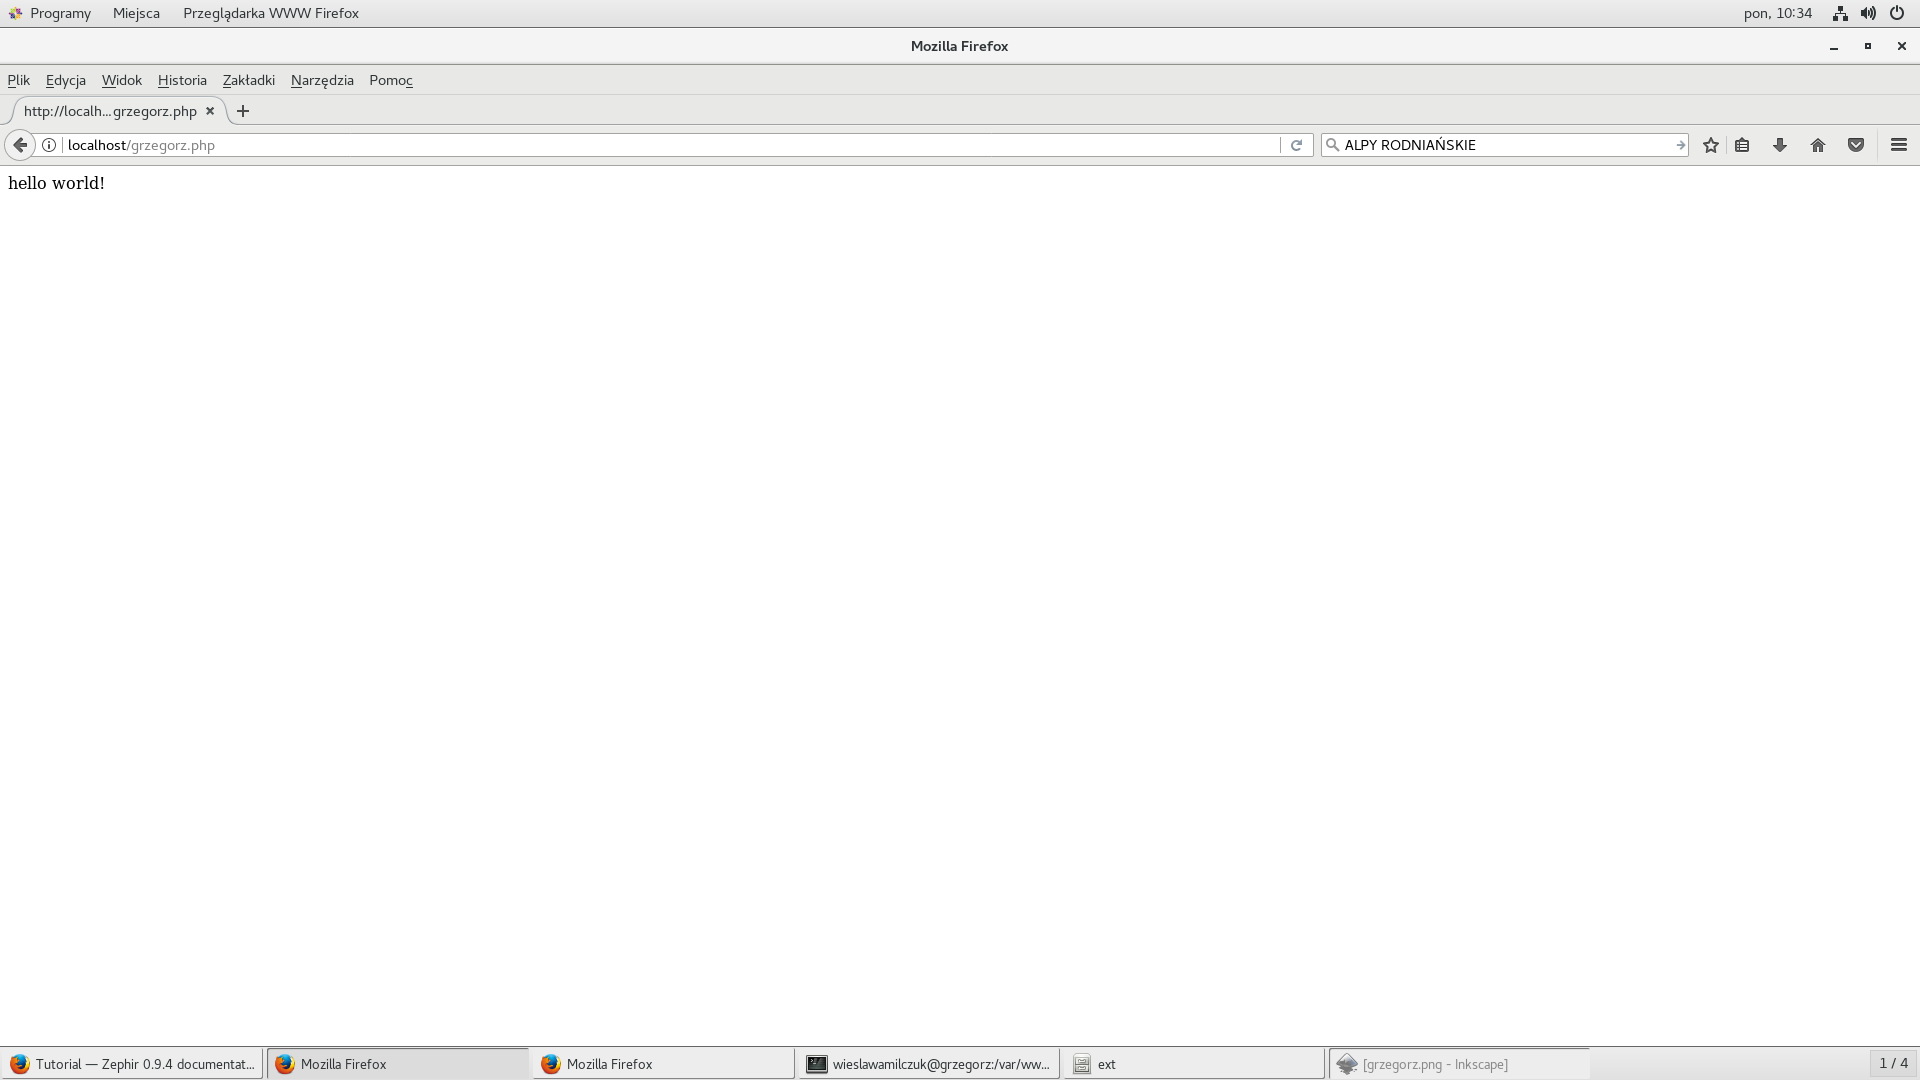 Programy Miejsca Przeglądarka WWW Firefox pon, 10:34
Mozilla Firefox
Plik Edycja Widok Historia Zakładki Narzędzia Pomoc
http://localh...grzegorz.php
localhost/grzegorz.php ALPY RODNIAŃSKIE
hello world!
Tutorial — Zephir 0.9.4 documentat... Mozilla Firefox Mozilla Firefox wieslawamilczuk@grzegorz:/var/ww... ext [grzegorz.png - Inkscape] 1 / 4